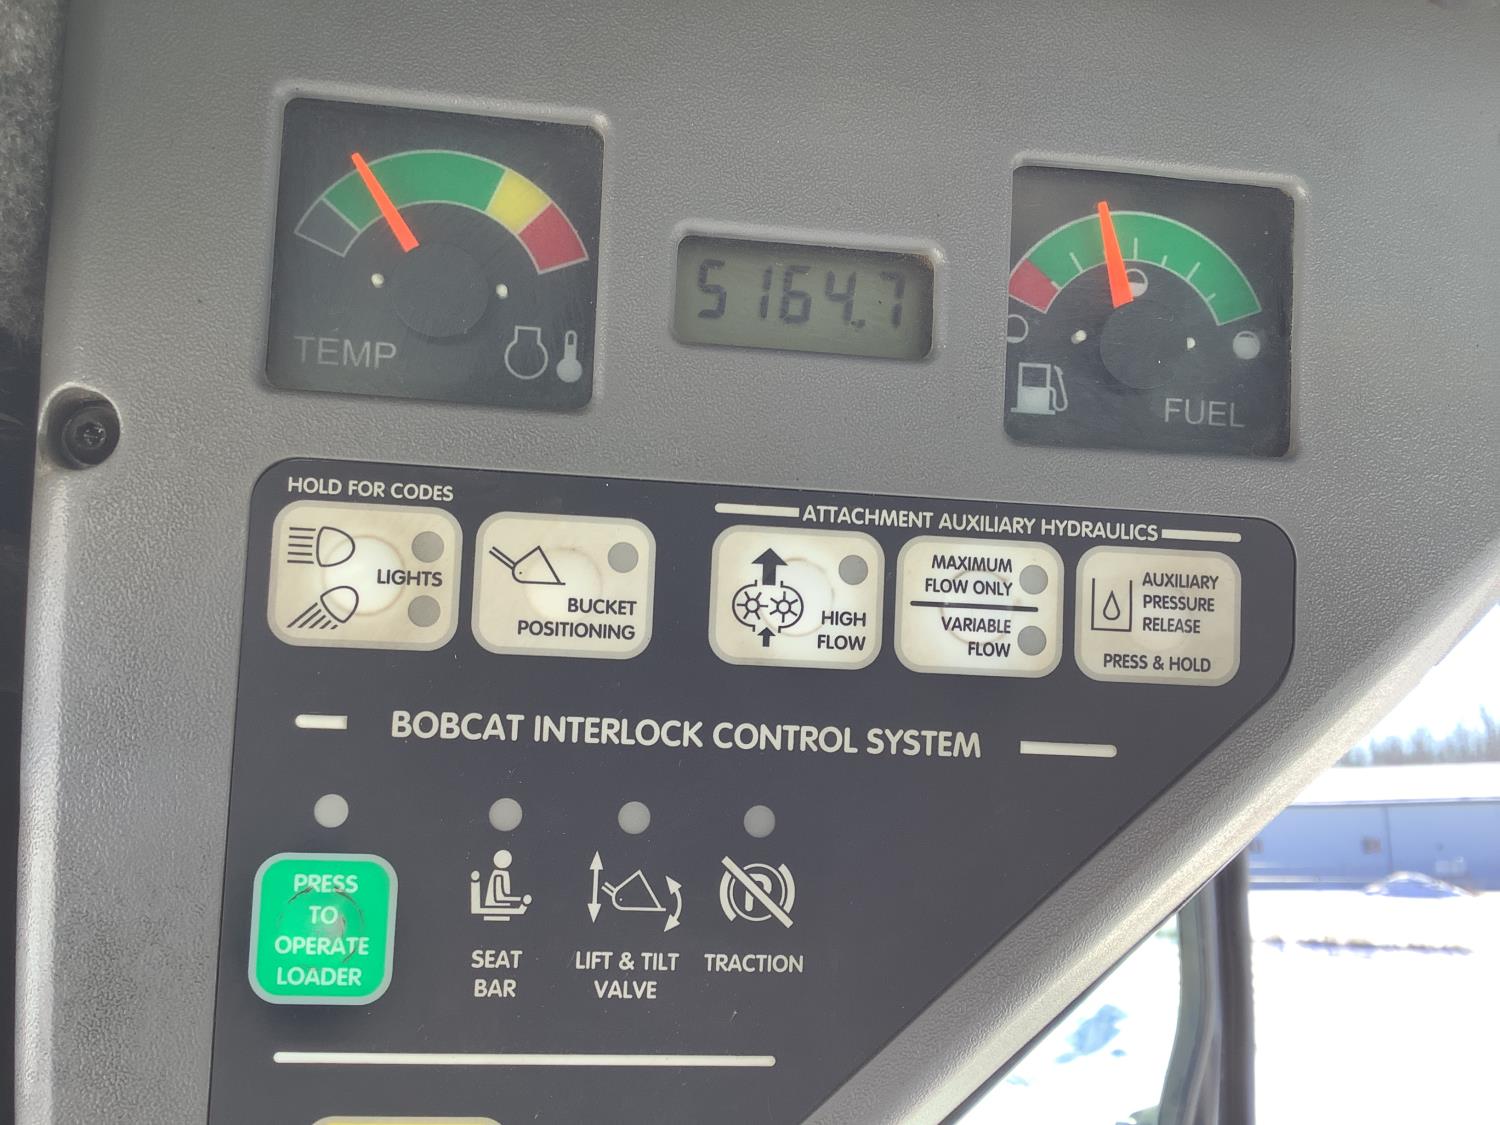 TEMP
5164.7
FUEL
HOLD FOR CODES
LIGHTS
BUCKET
POSITIONING
ATTACHMENT AUXILIARY HYDRAULICS
HIGH
FLOW
MAXIMUM
FLOW ONLY
VARIABLE
FLOW
AUXILIARY
PRESSURE
RELEASE
PRESS & HOLD
BOBCAT INTERLOCK CONTROL SYSTEM
PRESS
TO
OPERATE
LOADER
SEAT
BAR
LIFT & TILT
VALVE
P
TRACTION